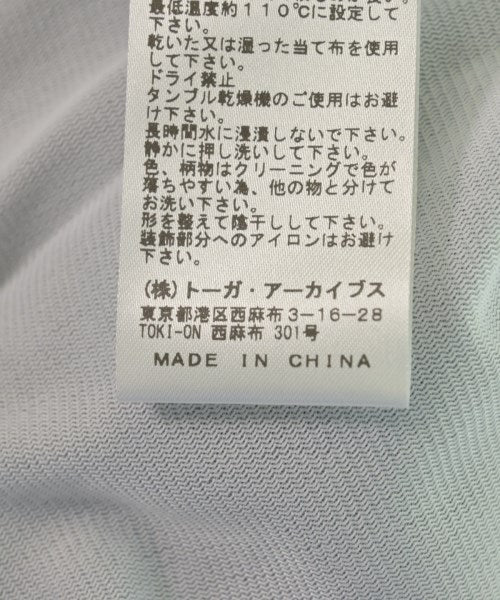 最低温度約110℃に設定して
下さい。
乾いた又は湿った当て布を使用
して下さい。
ドライ禁止
タンブル乾燥機のご使用はお避
け下さい。
長時間水に浸漬しないで下さい。
静かに押し洗いして下さい。
色、柄物はクリーニングで色が
落ちやすい為、他の物と分けて
お洗い下さい。
形を整えて陰干しして下さい。
装飾部分へのアイロンはお避け
下さい。
(株)トーガ・アーカイブス
東京都港区西麻布3-16-28
TOKI-ON 西麻布 301号
MADE IN CHINA